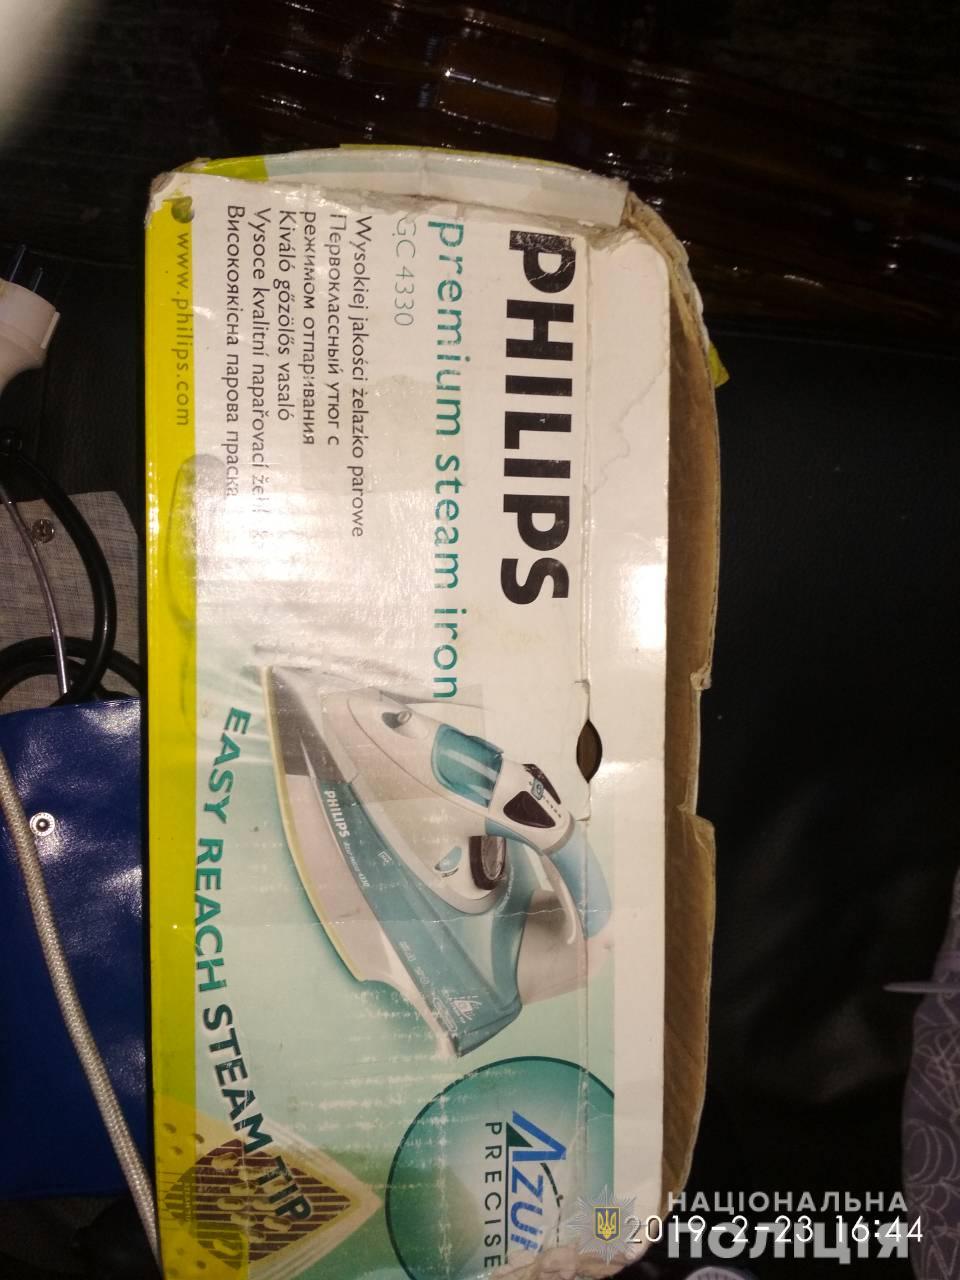 PHILIPS
premium steam iron
GC 4330
Wysokiej jakości żelazko parowe
Первоклассный утюг с
режимом отпаривания
Kiváló gőzölős vasaló
Vysoce kvalitní napařovací
Високоякісна парова праска
www.philips.com
PHILIPS
EASY REACH STEAM TIP
Azur
PRECISE
НАЦІОНАЛЬНА
ПОЛІЦІЯ
2019-2-23 16:44